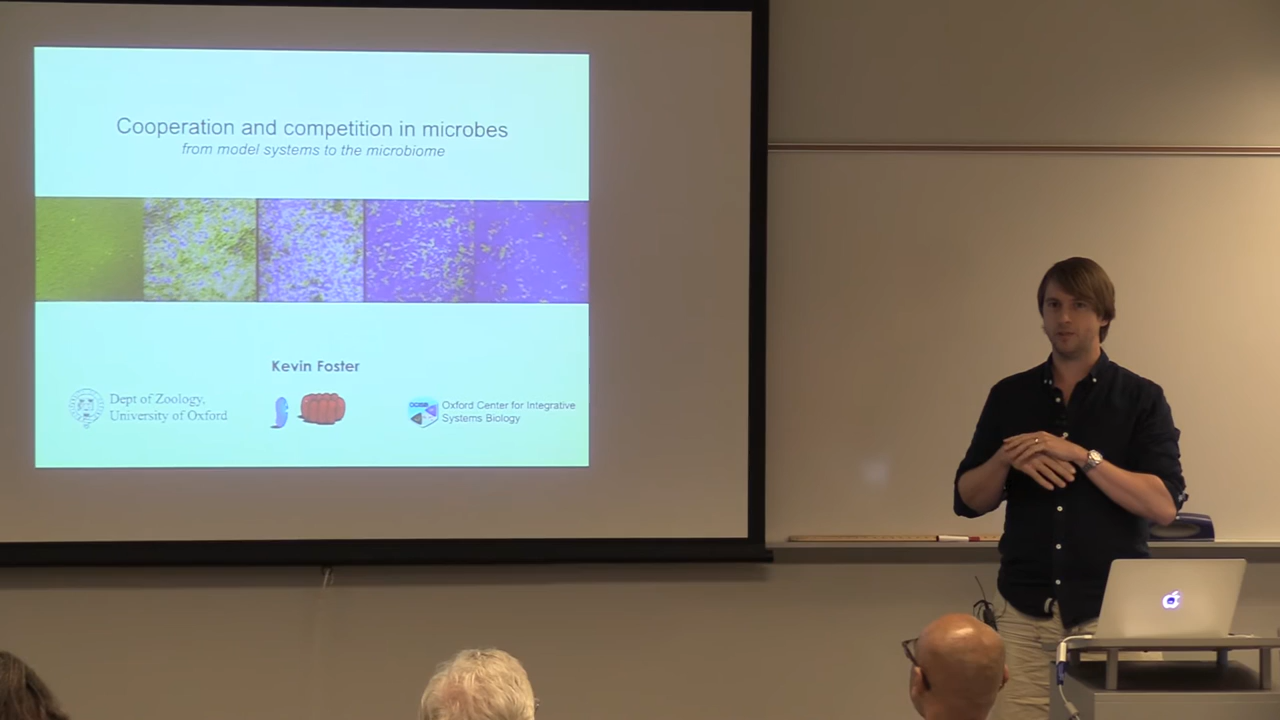 Cooperation and competition in microbes
from model systems to the microbiome
Kevin Foster
Dept of Zoology,
University of Oxford
Oxford Center for Integrative
Systems Biology